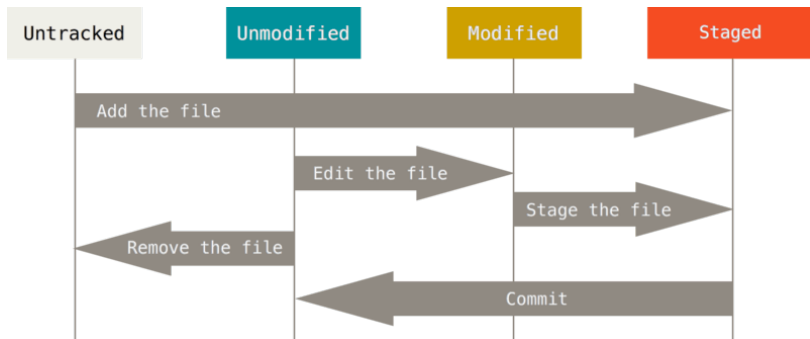 Untracked
Unmodified
Modified
Staged
Add the file
Edit the file
Stage the file
Remove the file
Commit